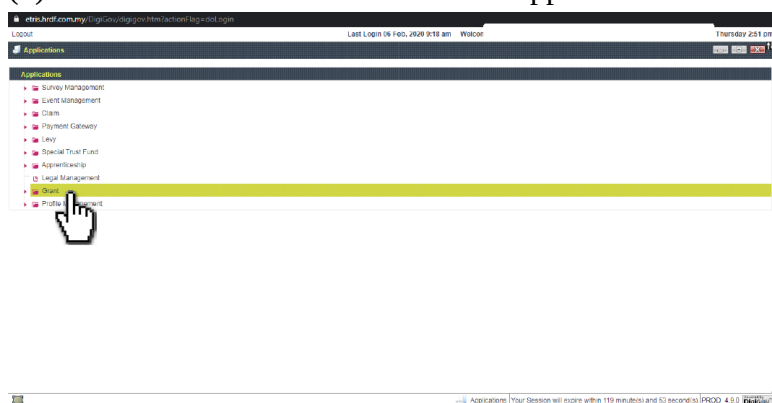 etris.hrdf.com.my/DigiGov/digigov.htm?actionFlag=doLogin
Logout Last Login 06 Feb, 2020 9:18 am Welcor Thursday 2:51 pm
Applications
Applications
Survey Management
Event Management
Claim
Payment Gateway
Levy
Special Trust Fund
Apprenticeship
Legal Management
Grant
Profile
Applications Your Session will expire within 119 minute(s) and 53 second(s) PROD_4.9.0